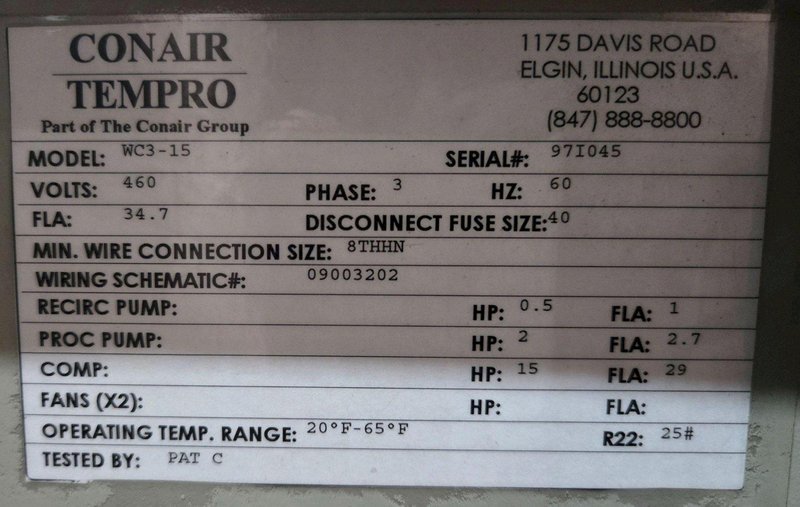 CONAIR
TEMPRO
Part of The Conair Group
1175 DAVIS ROAD
ELGIN, ILLINOIS U.S.A.
60123
(847) 888-8800
MODEL: WC3-15 SERIAL#: 97I045
VOLTS: 460 PHASE: 3 HZ: 60
FLA: 34.7 DISCONNECT FUSE SIZE: 40
MIN. WIRE CONNECTION SIZE: 8THHN
WIRING SCHEMATIC#: 09003202
RECIRC PUMP: HP: 0.5 FLA: 1
PROC PUMP: HP: 2 FLA: 2.7
COMP: HP: 15 FLA: 29
FANS (X2): HP: FLA:
OPERATING TEMP. RANGE: 20°F-65°F R22: 25#
TESTED BY: PAT C